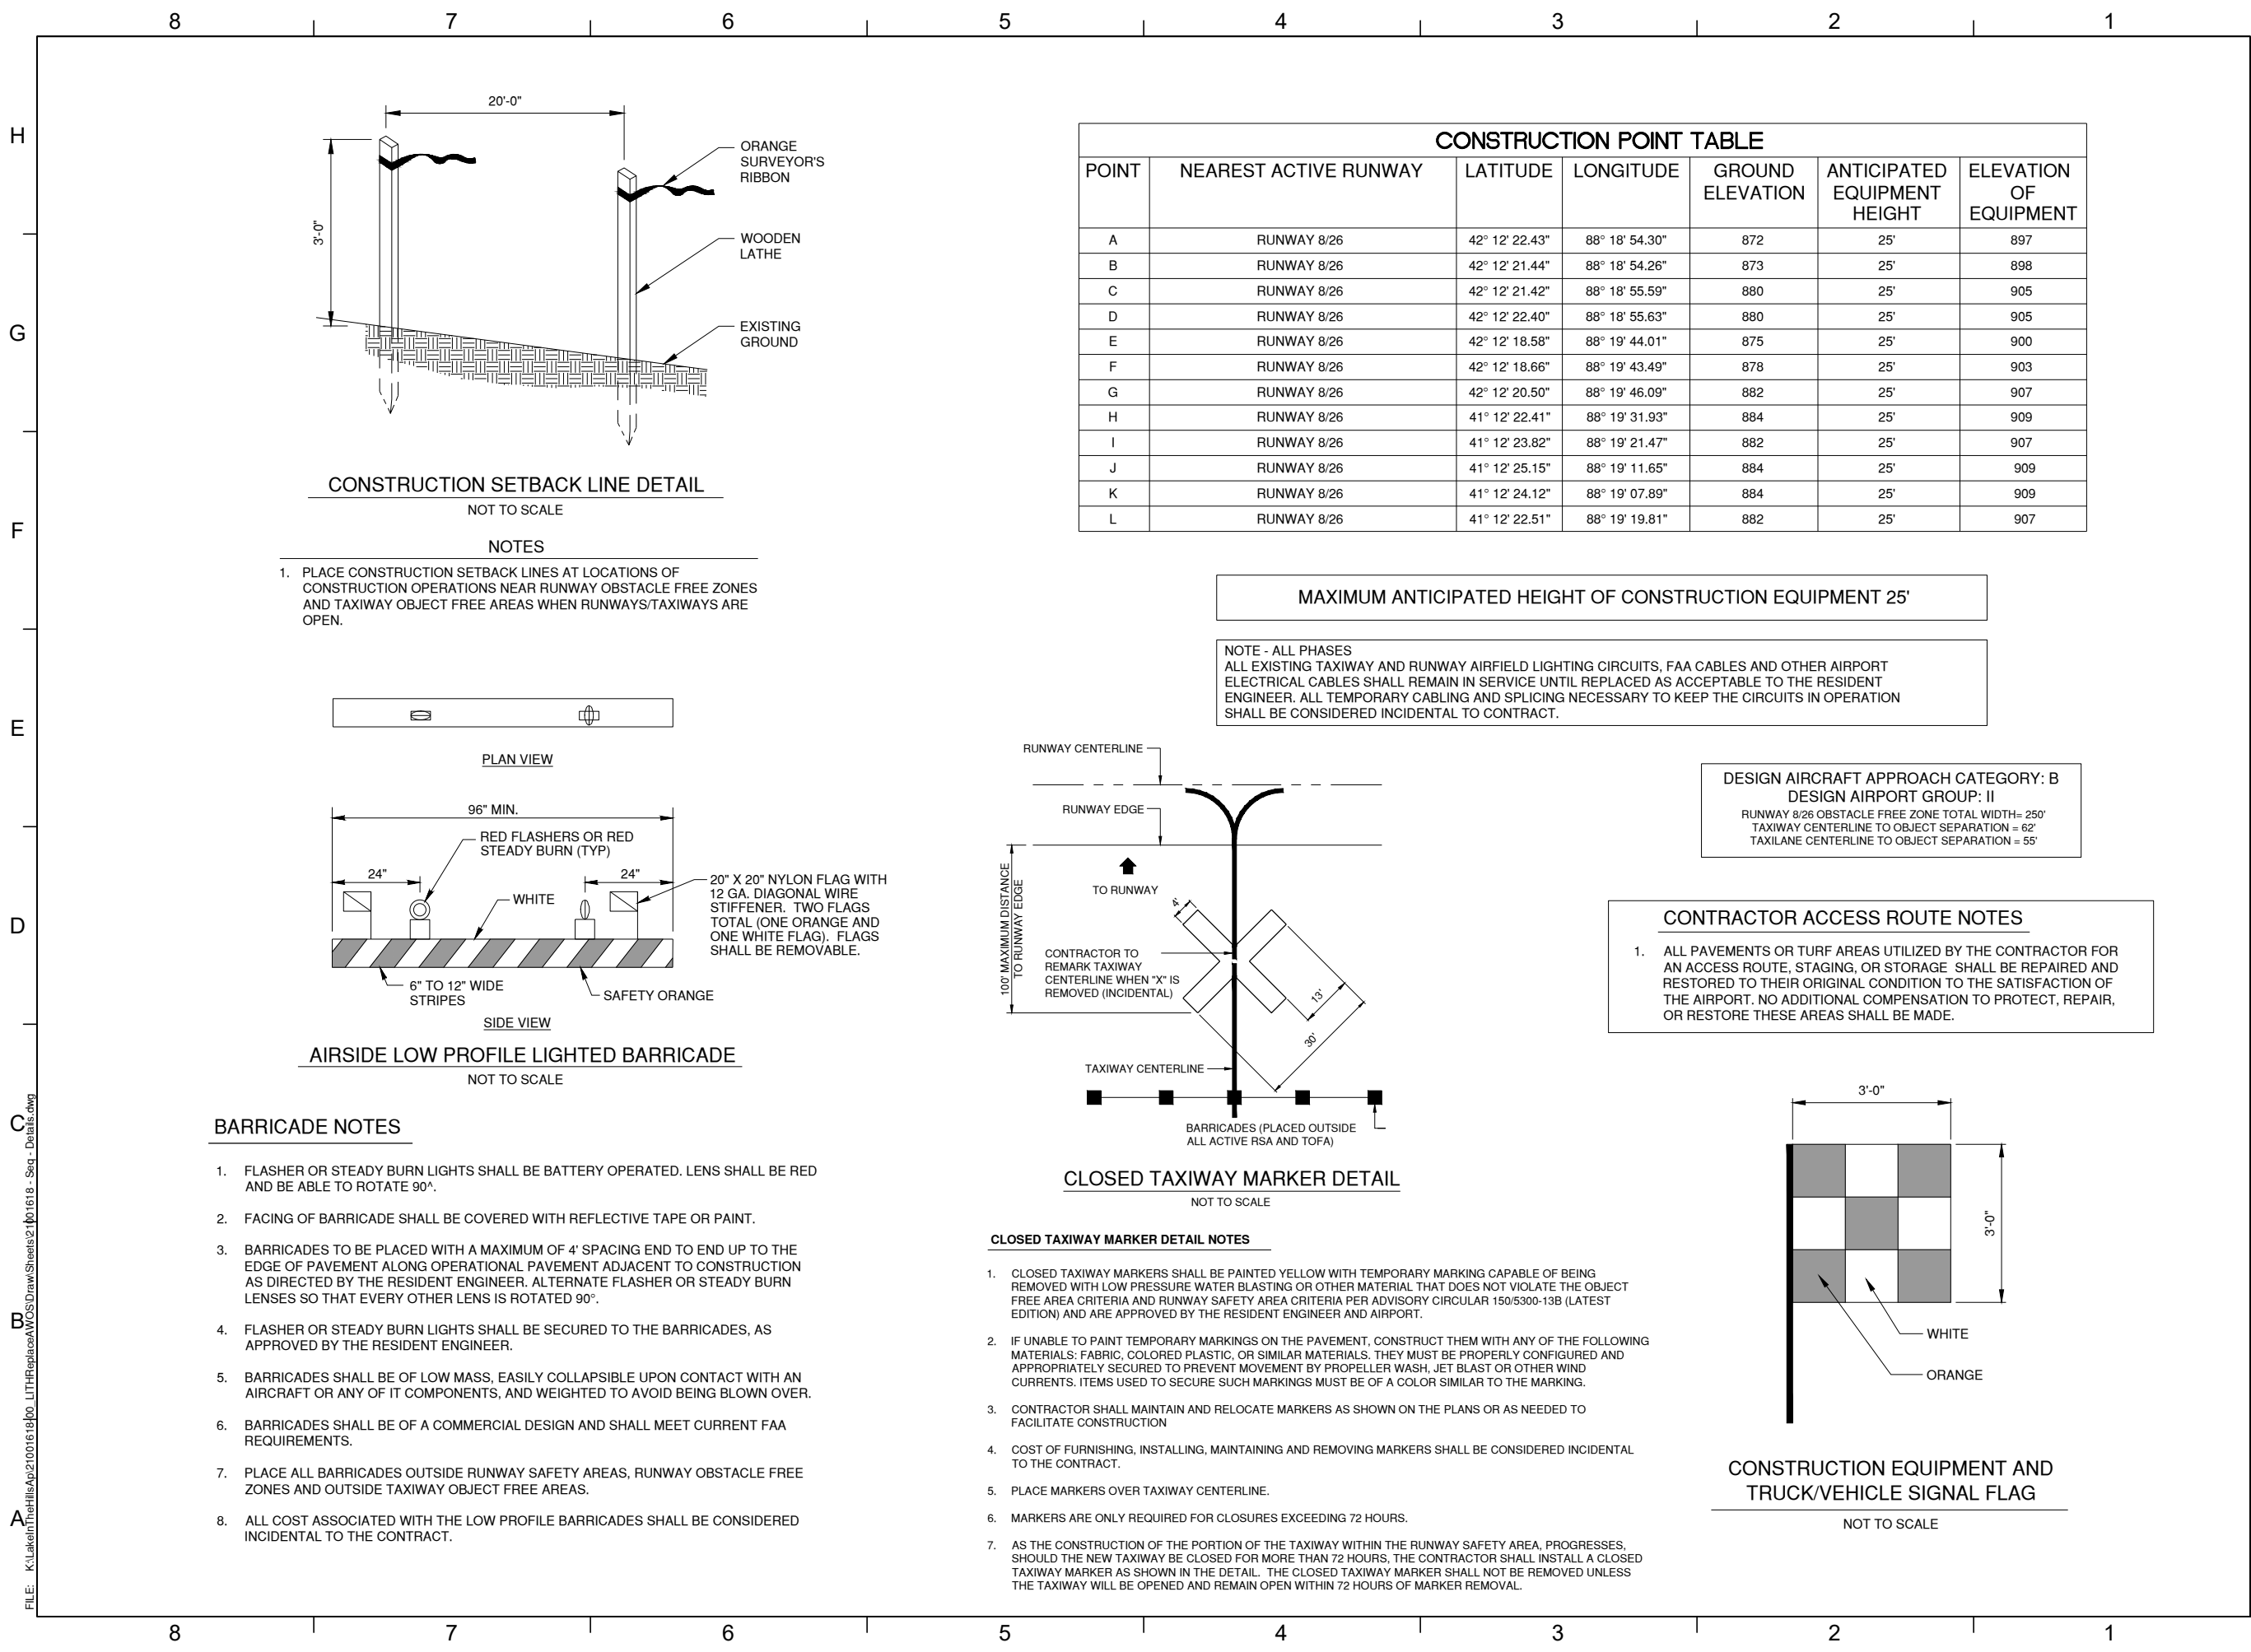 8 7 6 5 4 3 2 1
H
G
F
E
D
C
B
A
20'-0"
3'-0"
ORANGE
SURVEYOR'S
RIBBON
WOODEN
LATHE
EXISTING
GROUND
CONSTRUCTION SETBACK LINE DETAIL
NOT TO SCALE
NOTES
1. PLACE CONSTRUCTION SETBACK LINES AT LOCATIONS OF
CONSTRUCTION OPERATIONS NEAR RUNWAY OBSTACLE FREE ZONES
AND TAXIWAY OBJECT FREE AREAS WHEN RUNWAYS/TAXIWAYS ARE
OPEN.
PLAN VIEW
96" MIN.
RED FLASHERS OR RED
STEADY BURN (TYP)
24"
24"
WHITE
20" X 20" NYLON FLAG WITH
12 GA. DIAGONAL WIRE
STIFFENER. TWO FLAGS
TOTAL (ONE ORANGE AND
ONE WHITE FLAG). FLAGS
SHALL BE REMOVABLE.
6" TO 12" WIDE
STRIPES
SAFETY ORANGE
SIDE VIEW
AIRSIDE LOW PROFILE LIGHTED BARRICADE
NOT TO SCALE
BARRICADE NOTES
1. FLASHER OR STEADY BURN LIGHTS SHALL BE BATTERY OPERATED. LENS SHALL BE RED
AND BE ABLE TO ROTATE 90^.
2. FACING OF BARRICADE SHALL BE COVERED WITH REFLECTIVE TAPE OR PAINT.
3. BARRICADES TO BE PLACED WITH A MAXIMUM OF 4' SPACING END TO END UP TO THE
EDGE OF PAVEMENT ALONG OPERATIONAL PAVEMENT ADJACENT TO CONSTRUCTION
AS DIRECTED BY THE RESIDENT ENGINEER. ALTERNATE FLASHER OR STEADY BURN
LENSES SO THAT EVERY OTHER LENS IS ROTATED 90°.
4. FLASHER OR STEADY BURN LIGHTS SHALL BE SECURED TO THE BARRICADES, AS
APPROVED BY THE RESIDENT ENGINEER.
5. BARRICADES SHALL BE OF LOW MASS, EASILY COLLAPSIBLE UPON CONTACT WITH AN
AIRCRAFT OR ANY OF IT COMPONENTS, AND WEIGHTED TO AVOID BEING BLOWN OVER.
6. BARRICADES SHALL BE OF A COMMERCIAL DESIGN AND SHALL MEET CURRENT FAA
REQUIREMENTS.
7. PLACE ALL BARRICADES OUTSIDE RUNWAY SAFETY AREAS, RUNWAY OBSTACLE FREE
ZONES AND OUTSIDE TAXIWAY OBJECT FREE AREAS.
8. ALL COST ASSOCIATED WITH THE LOW PROFILE BARRICADES SHALL BE CONSIDERED
INCIDENTAL TO THE CONTRACT.
CONSTRUCTION POINT TABLE
POINT NEAREST ACTIVE RUNWAY LATITUDE LONGITUDE GROUND ELEVATION ANTICIPATED EQUIPMENT HEIGHT ELEVATION OF EQUIPMENT
A RUNWAY 8/26 42° 12' 22.43" 88° 18' 54.30" 872 25' 897
B RUNWAY 8/26 42° 12' 21.44" 88° 18' 54.26" 873 25' 898
C RUNWAY 8/26 42° 12' 21.42" 88° 18' 55.59" 880 25' 905
D RUNWAY 8/26 42° 12' 22.40" 88° 18' 55.63" 880 25' 905
E RUNWAY 8/26 42° 12' 18.58" 88° 19' 44.01" 875 25' 900
F RUNWAY 8/26 42° 12' 18.66" 88° 19' 43.49" 878 25' 903
G RUNWAY 8/26 42° 12' 20.50" 88° 19' 46.09" 882 25' 907
H RUNWAY 8/26 41° 12' 22.41" 88° 19' 31.93" 884 25' 909
I RUNWAY 8/26 41° 12' 23.82" 88° 19' 21.47" 882 25' 907
J RUNWAY 8/26 41° 12' 25.15" 88° 19' 11.65" 884 25' 909
K RUNWAY 8/26 41° 12' 24.12" 88° 19' 07.89" 884 25' 909
L RUNWAY 8/26 41° 12' 22.51" 88° 19' 19.81" 882 25' 907
MAXIMUM ANTICIPATED HEIGHT OF CONSTRUCTION EQUIPMENT 25'
NOTE - ALL PHASES
ALL EXISTING TAXIWAY AND RUNWAY AIRFIELD LIGHTING CIRCUITS, FAA CABLES AND OTHER AIRPORT
ELECTRICAL CABLES SHALL REMAIN IN SERVICE UNTIL REPLACED AS ACCEPTABLE TO THE RESIDENT
ENGINEER. ALL TEMPORARY CABLING AND SPLICING NECESSARY TO KEEP THE CIRCUITS IN OPERATION
SHALL BE CONSIDERED INCIDENTAL TO CONTRACT.
RUNWAY CENTERLINE
RUNWAY EDGE
100' MAXIMUM DISTANCE
TO RUNWAY EDGE
TO RUNWAY
4'
CONTRACTOR TO
REMARK TAXIWAY
CENTERLINE WHEN "X" IS
REMOVED (INCIDENTAL)
13'
30'
TAXIWAY CENTERLINE
BARRICADES (PLACED OUTSIDE
ALL ACTIVE RSA AND TOFA)
CLOSED TAXIWAY MARKER DETAIL
NOT TO SCALE
CLOSED TAXIWAY MARKER DETAIL NOTES
1. CLOSED TAXIWAY MARKERS SHALL BE PAINTED YELLOW WITH TEMPORARY MARKING CAPABLE OF BEING
REMOVED WITH LOW PRESSURE WATER BLASTING OR OTHER MATERIAL THAT DOES NOT VIOLATE THE OBJECT
FREE AREA CRITERIA AND RUNWAY SAFETY AREA CRITERIA PER ADVISORY CIRCULAR 150/5300-13B (LATEST
EDITION) AND ARE APPROVED BY THE RESIDENT ENGINEER AND AIRPORT.
2. IF UNABLE TO PAINT TEMPORARY MARKINGS ON THE PAVEMENT, CONSTRUCT THEM WITH ANY OF THE FOLLOWING
MATERIALS: FABRIC, COLORED PLASTIC, OR SIMILAR MATERIALS. THEY MUST BE PROPERLY CONFIGURED AND
APPROPRIATELY SECURED TO PREVENT MOVEMENT BY PROPELLER WASH, JET BLAST OR OTHER WIND
CURRENTS. ITEMS USED TO SECURE SUCH MARKINGS MUST BE OF A COLOR SIMILAR TO THE MARKING.
3. CONTRACTOR SHALL MAINTAIN AND RELOCATE MARKERS AS SHOWN ON THE PLANS OR AS NEEDED TO
FACILITATE CONSTRUCTION
4. COST OF FURNISHING, INSTALLING, MAINTAINING AND REMOVING MARKERS SHALL BE CONSIDERED INCIDENTAL
TO THE CONTRACT.
5. PLACE MARKERS OVER TAXIWAY CENTERLINE.
6. MARKERS ARE ONLY REQUIRED FOR CLOSURES EXCEEDING 72 HOURS.
7. AS THE CONSTRUCTION OF THE PORTION OF THE TAXIWAY WITHIN THE RUNWAY SAFETY AREA, PROGRESSES,
SHOULD THE NEW TAXIWAY BE CLOSED FOR MORE THAN 72 HOURS, THE CONTRACTOR SHALL INSTALL A CLOSED
TAXIWAY MARKER AS SHOWN IN THE DETAIL. THE CLOSED TAXIWAY MARKER SHALL NOT BE REMOVED UNLESS
THE TAXIWAY WILL BE OPENED AND REMAIN OPEN WITHIN 72 HOURS OF MARKER REMOVAL.
DESIGN AIRCRAFT APPROACH CATEGORY: B
DESIGN AIRPORT GROUP: II
RUNWAY 8/26 OBSTACLE FREE ZONE TOTAL WIDTH= 250'
TAXIWAY CENTERLINE TO OBJECT SEPARATION = 62'
TAXILANE CENTERLINE TO OBJECT SEPARATION = 55'
CONTRACTOR ACCESS ROUTE NOTES
1. ALL PAVEMENTS OR TURF AREAS UTILIZED BY THE CONTRACTOR FOR
AN ACCESS ROUTE, STAGING, OR STORAGE SHALL BE REPAIRED AND
RESTORED TO THEIR ORIGINAL CONDITION TO THE SATISFACTION OF
THE AIRPORT. NO ADDITIONAL COMPENSATION TO PROTECT, REPAIR,
OR RESTORE THESE AREAS SHALL BE MADE.
3'-0"
3'-0"
WHITE
ORANGE
CONSTRUCTION EQUIPMENT AND
TRUCK/VEHICLE SIGNAL FLAG
NOT TO SCALE
FILE: K:\LakeInTheHillsAp\21001618\00_LITHReplaceAWOS\Draw\Sheets\21001618 - Seq - Details.dwg
8 7 6 5 4 3 2 1